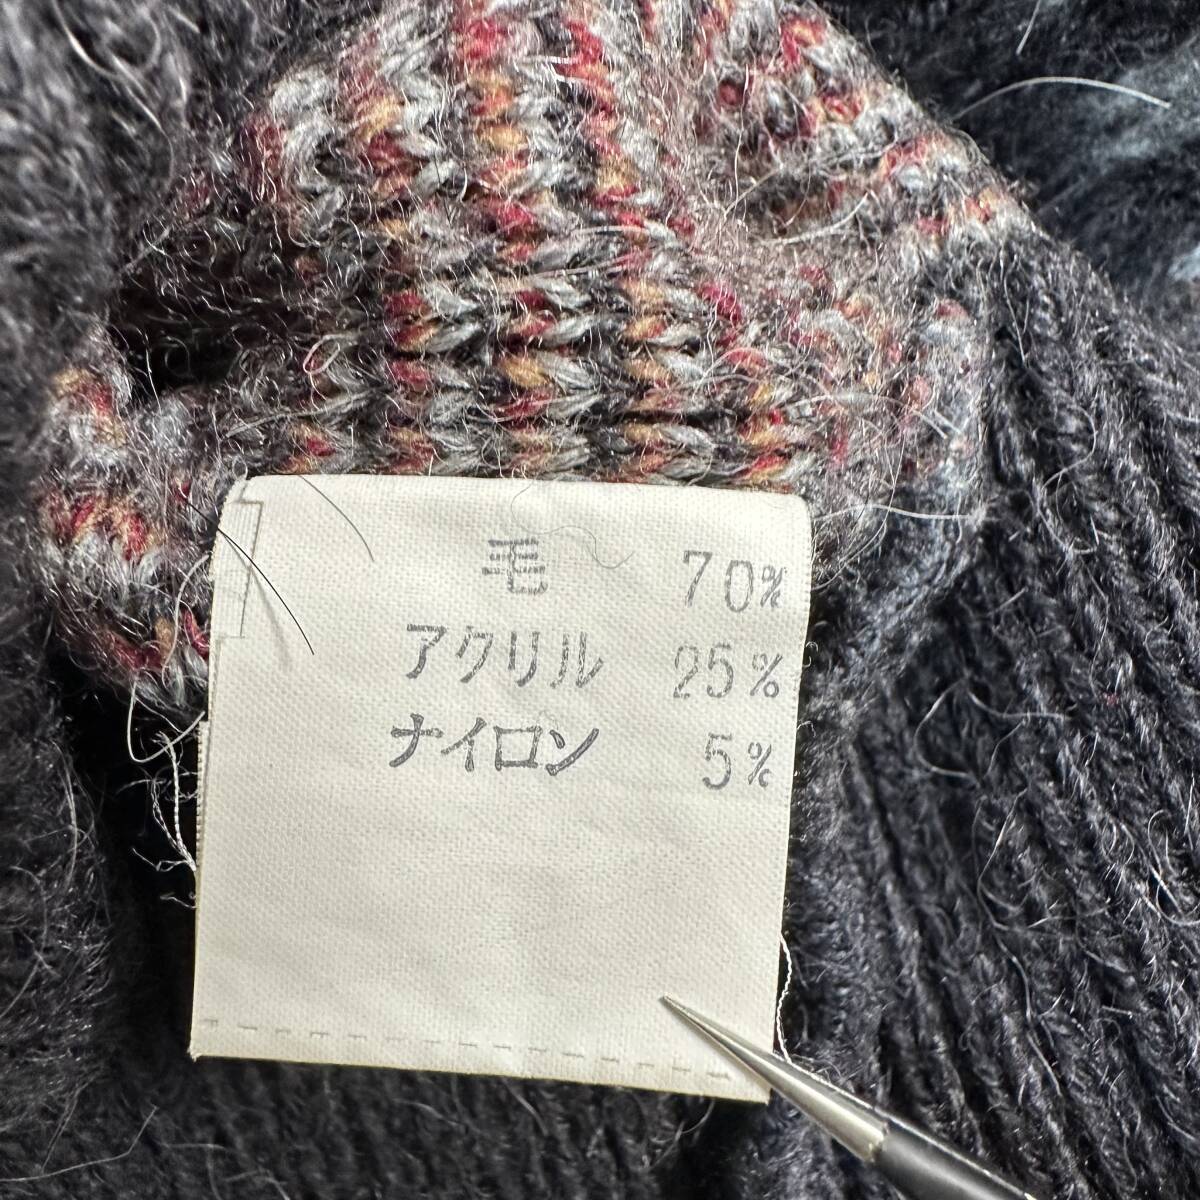 毛 70%
アクリル 25%
ナイロン 5%